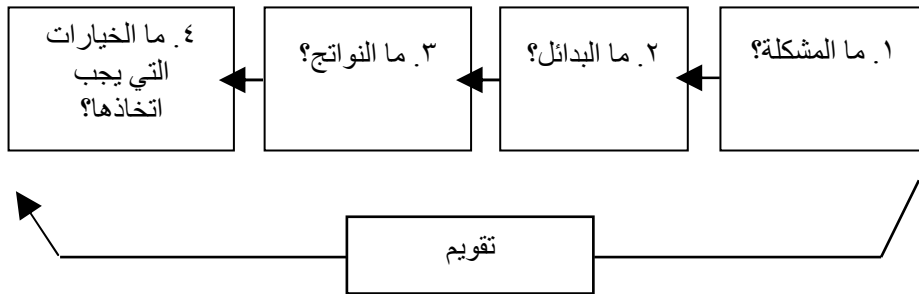 ١. ما المشكلة؟
٢. ما البدائل؟
٣. ما النواتج؟
٤. ما الخيارات
التي يجب
اتخاذها؟
تقويم